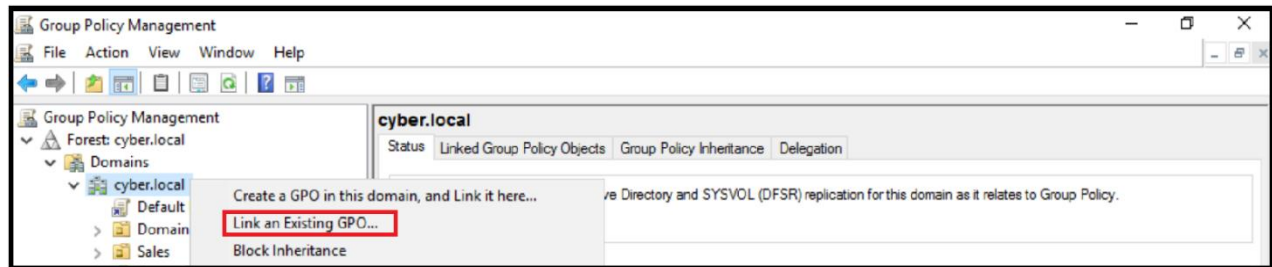 Group Policy Management
File Action View Window Help
Group Policy Management
Forest: cyber.local
Domains
cyber.local
Default
Domain
Sales
Create a GPO in this domain, and Link it here...
Link an Existing GPO...
Block Inheritance
cyber.local
Status Linked Group Policy Objects Group Policy Inheritance Delegation
ve Directory and SYSVOL (DFSR) replication for this domain as it relates to Group Policy.